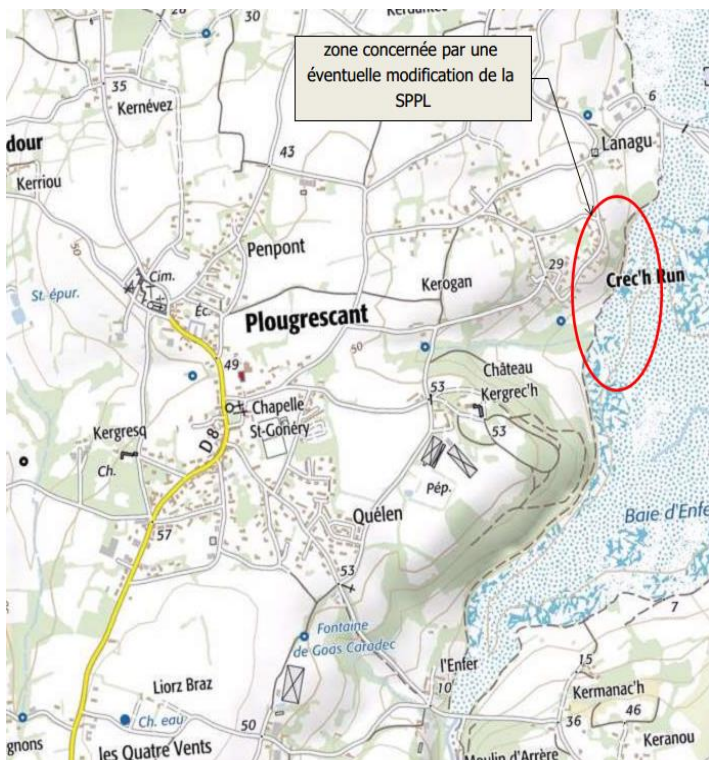 30
Kernévez
35
zone concernée par une
éventuelle modification de la
SPPL
6
dour
Kerriou
43
Lanagu
50
Penpont
Cim.
St. épur.
Éc.
Kerogan
29
Crec'h Run
Plougrescant
50
49
Château
Kergrec'h
53
Chapelle
St-Gonéry
D 8
53
Kergresq
Ch.
Pép.
Quélen
Baie d'Enfe
57
53
7
Fontaine
de Goas Caradec
l'Enfer
15
Liorz Braz
10
Kermanac'h
Ch. eau
50
36
46
gnons
les Quatre Vents
Moulin d'Arrère
Keranou